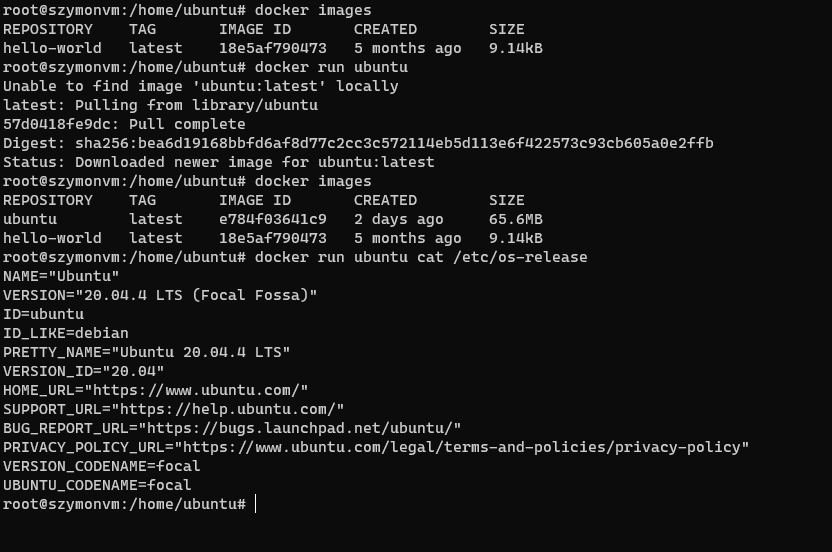 root@szymonvm:/home/ubuntu# docker images
REPOSITORY    TAG       IMAGE ID       CREATED        SIZE
hello-world   latest    18e5af790473   5 months ago   9.14kB
root@szymonvm:/home/ubuntu# docker run ubuntu
Unable to find image 'ubuntu:latest' locally
latest: Pulling from library/ubuntu
57d0418fe9dc: Pull complete
Digest: sha256:bea6d19168bbfd6af8d77c2cc3c572114eb5d113e6f422573c93cb605a0e2ffb
Status: Downloaded newer image for ubuntu:latest
root@szymonvm:/home/ubuntu# docker images
REPOSITORY    TAG       IMAGE ID       CREATED        SIZE
ubuntu        latest    e784f03641c9   2 days ago     65.6MB
hello-world   latest    18e5af790473   5 months ago   9.14kB
root@szymonvm:/home/ubuntu# docker run ubuntu cat /etc/os-release
NAME="Ubuntu"
VERSION="20.04.4 LTS (Focal Fossa)"
ID=ubuntu
ID_LIKE=debian
PRETTY_NAME="Ubuntu 20.04.4 LTS"
VERSION_ID="20.04"
HOME_URL="https://www.ubuntu.com/"
SUPPORT_URL="https://help.ubuntu.com/"
BUG_REPORT_URL="https://bugs.launchpad.net/ubuntu/"
PRIVACY_POLICY_URL="https://www.ubuntu.com/legal/terms-and-policies/privacy-policy"
VERSION_CODENAME=focal
UBUNTU_CODENAME=focal
root@szymonvm:/home/ubuntu#